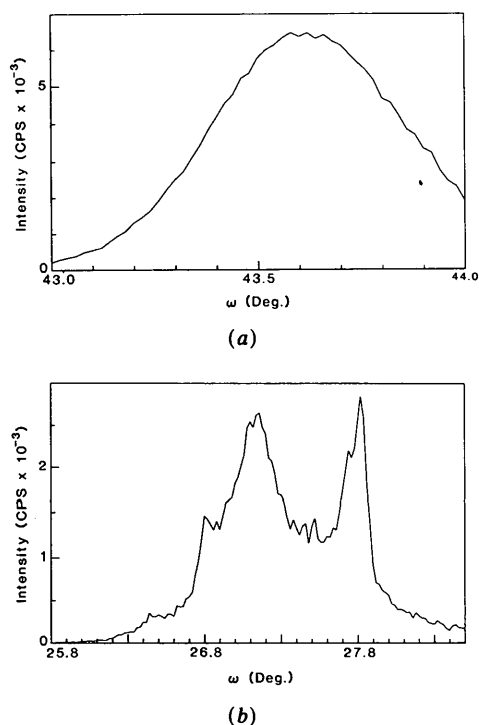 Intensity (CPS x 10⁻³)
5
0
43.0
43.5
44.0
ω (Deg.)
(a)
Intensity (CPS x 10⁻³)
2
1
0
25.8
26.8
27.8
ω (Deg.)
(b)